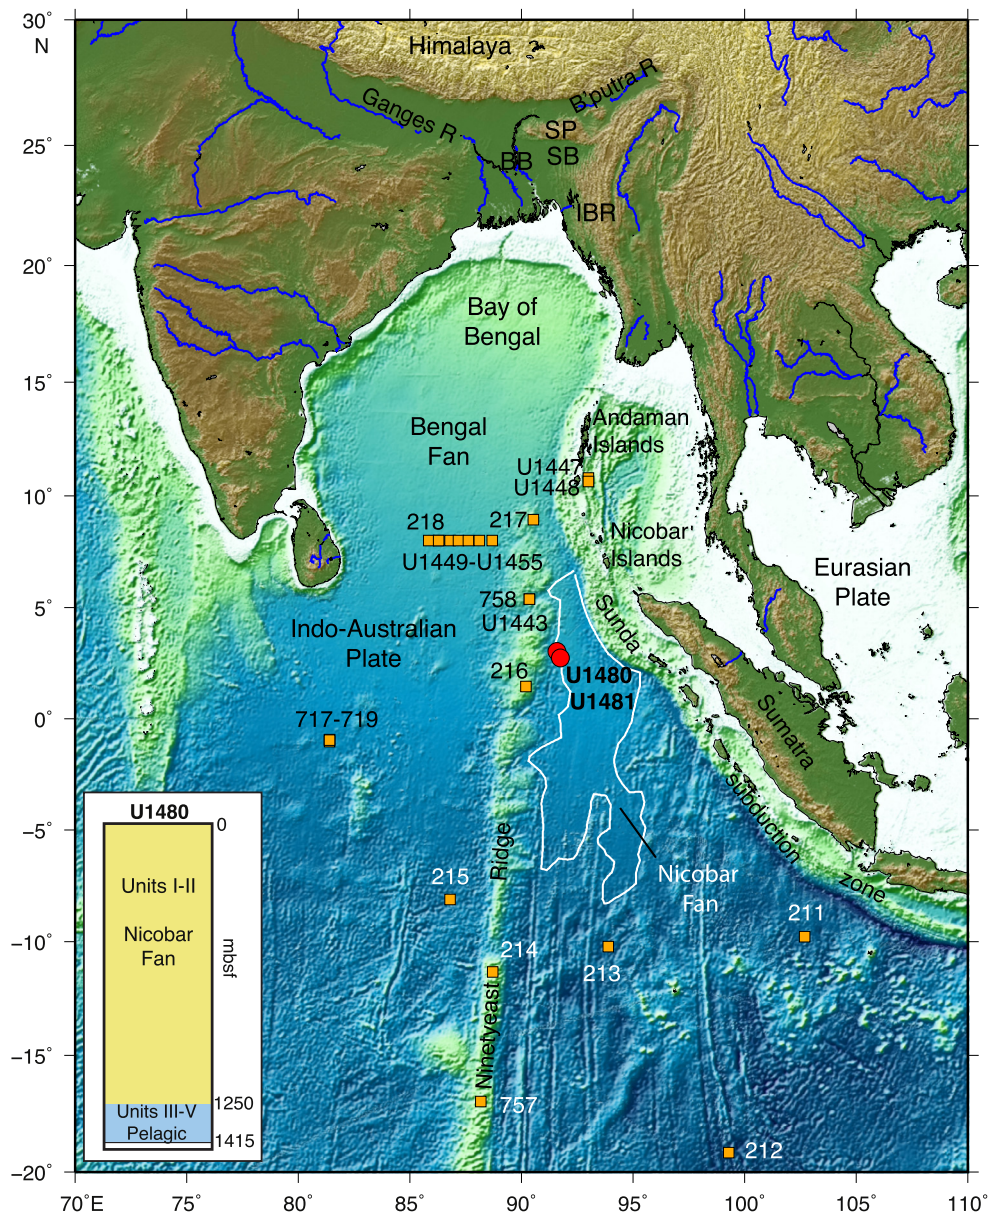 30°
N
25°
20°
15°
10°
5°
0°
−5°
−10°
−15°
−20°
70°E
75°
80°
85°
90°
95°
100°
105°
110°
Himalaya
Ganges R
B'putra R
SP
BB
SB
IBR
Bay of
Bengal
Bengal
Fan
Andaman
Islands
U1447
U1448
218
217
U1449-U1455
Nicobar
Islands
Eurasian
Plate
758
U1443
Sunda
Indo-Australian
Plate
216
U1480
U1481
717-719
Sumatra
subduction
zone
Ridge
Nicobar
Fan
215
211
214
213
Ninetyeast
757
212
U1480
0
Units I-II
Nicobar
Fan
mbsf
1250
Units III-V
Pelagic
1415